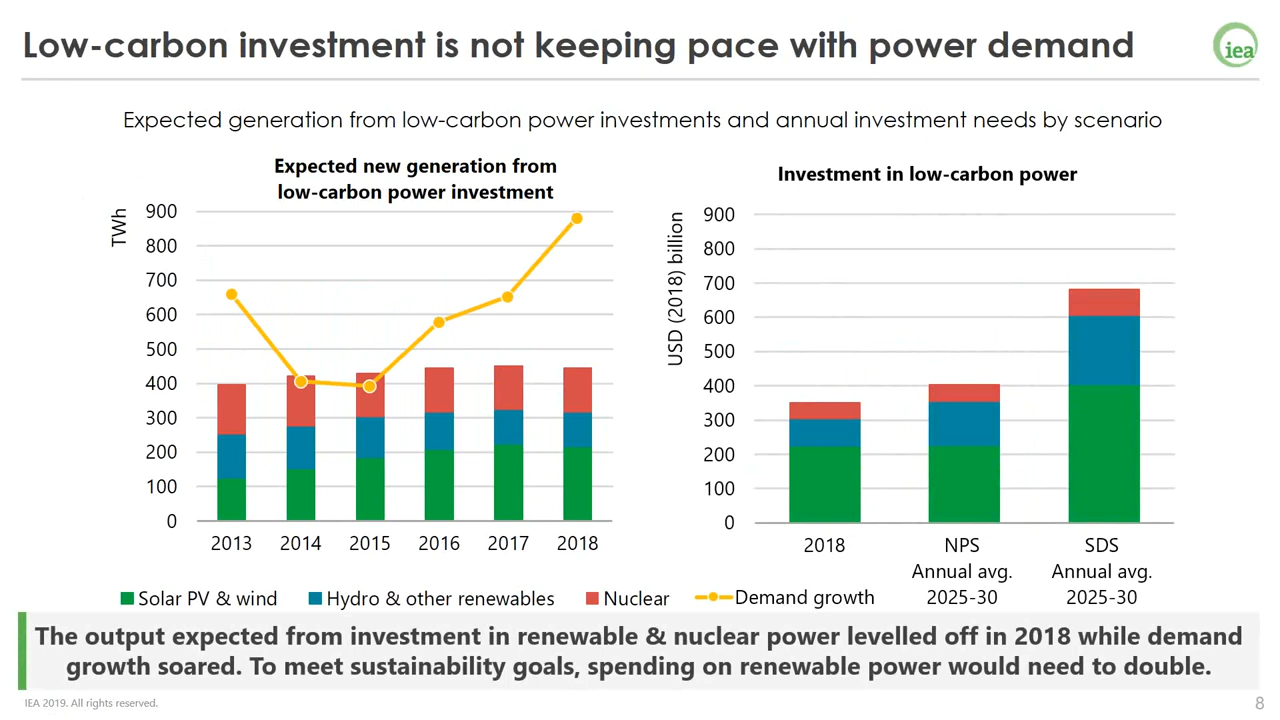 Low-carbon investment is not keeping pace with power demand
iea
Expected generation from low-carbon power investments and annual investment needs by scenario
Expected new generation from
low-carbon power investment
TWh
900
800
700
600
500
400
300
200
100
0
2013 2014 2015 2016 2017 2018
Investment in low-carbon power
USD (2018) billion
900
800
700
600
500
400
300
200
100
0
2018 NPS SDS
Annual avg. Annual avg.
2025-30 2025-30
Solar PV & wind Hydro & other renewables Nuclear Demand growth
The output expected from investment in renewable & nuclear power levelled off in 2018 while demand
growth soared. To meet sustainability goals, spending on renewable power would need to double.
IEA 2019. All rights reserved.
8